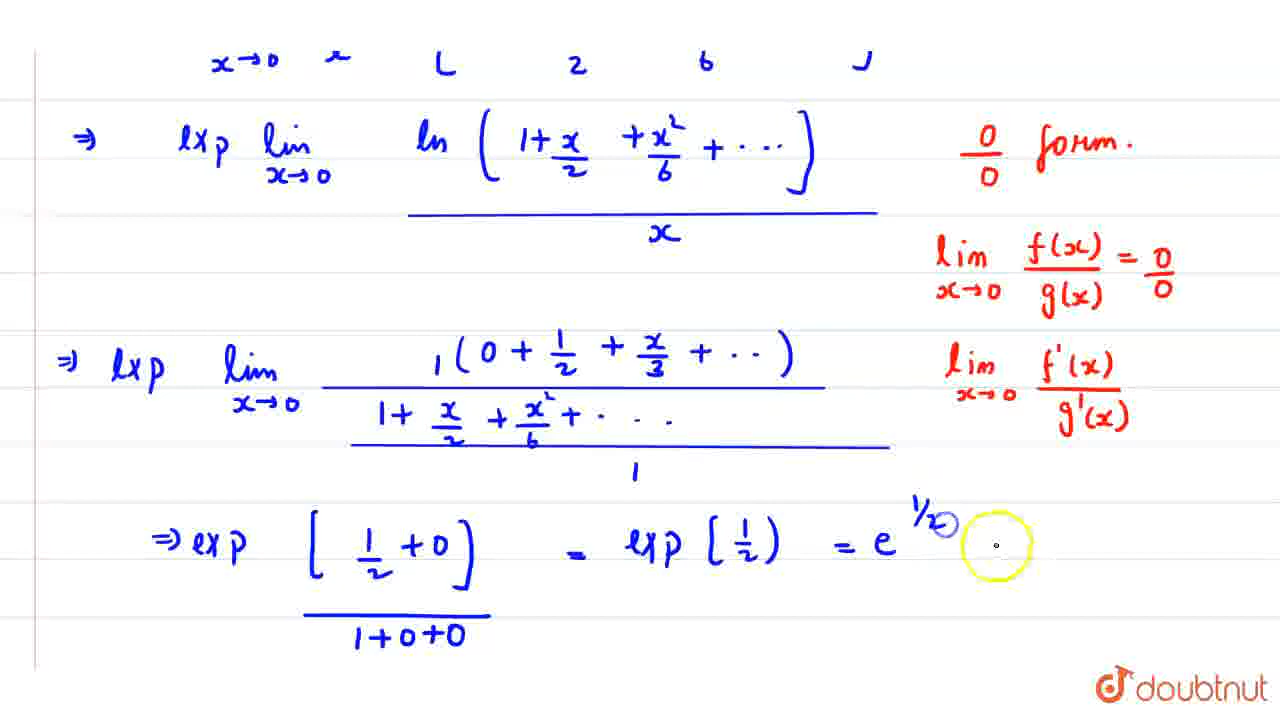 x→0 2 6
⇒ exp lim x→0 ln [ 1 + x/2 + x²/6 + ··· ] / x
0/0 form.
lim x→0 f(x)/g(x) = 0/0
⇒ exp lim x→0 1 ( 0 + 1/2 + x/3 + ·· ) / 1 + x/2 + x²/6 + · · · / 1
lim x→0 f'(x)/g'(x)
⇒ exp [ 1/2 + 0 ] / 1+0+0 = exp [ 1/2 ) = e^1/2
doubtnut